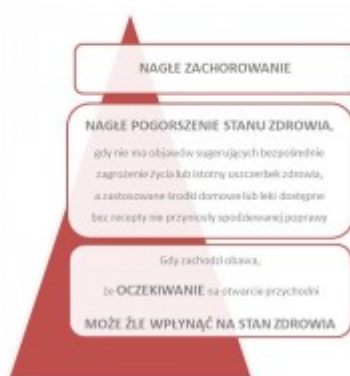 NAGŁE ZACHOROWANIE
NAGŁE POGORSZENIE STANU ZDROWIA,
gdy nie ma objawów sugerujących bezpośrednie
zagrożenie życia lub istotny uszczerbek zdrowia,
a zastosowane środki domowe lub leki dostępne
bez recepty nie przyniosły spodziewanej poprawy
Gdy zachodzi obawa,
że OCZEKIWANIE na otwarcie przychodni
MOŻE ŹLE WPŁYNĄĆ NA STAN ZDROWIA